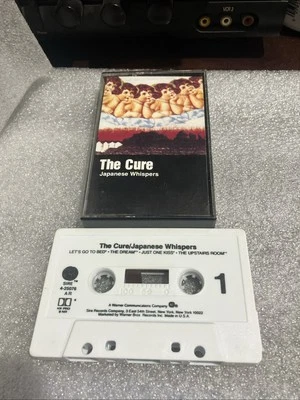 The Cure
Japanese Whispers
The Cure/Japanese Whispers
LET'S GO TO BED • THE DREAM • JUST ONE KISS • THE UPSTAIRS ROOM
SIRE
4-25076
1
A Warner Communications Company
Sire Records Company, 3 East 54th Street, New York, New York 10022
Marketed by Warner Bros. Records Inc. Made in U.S.A.